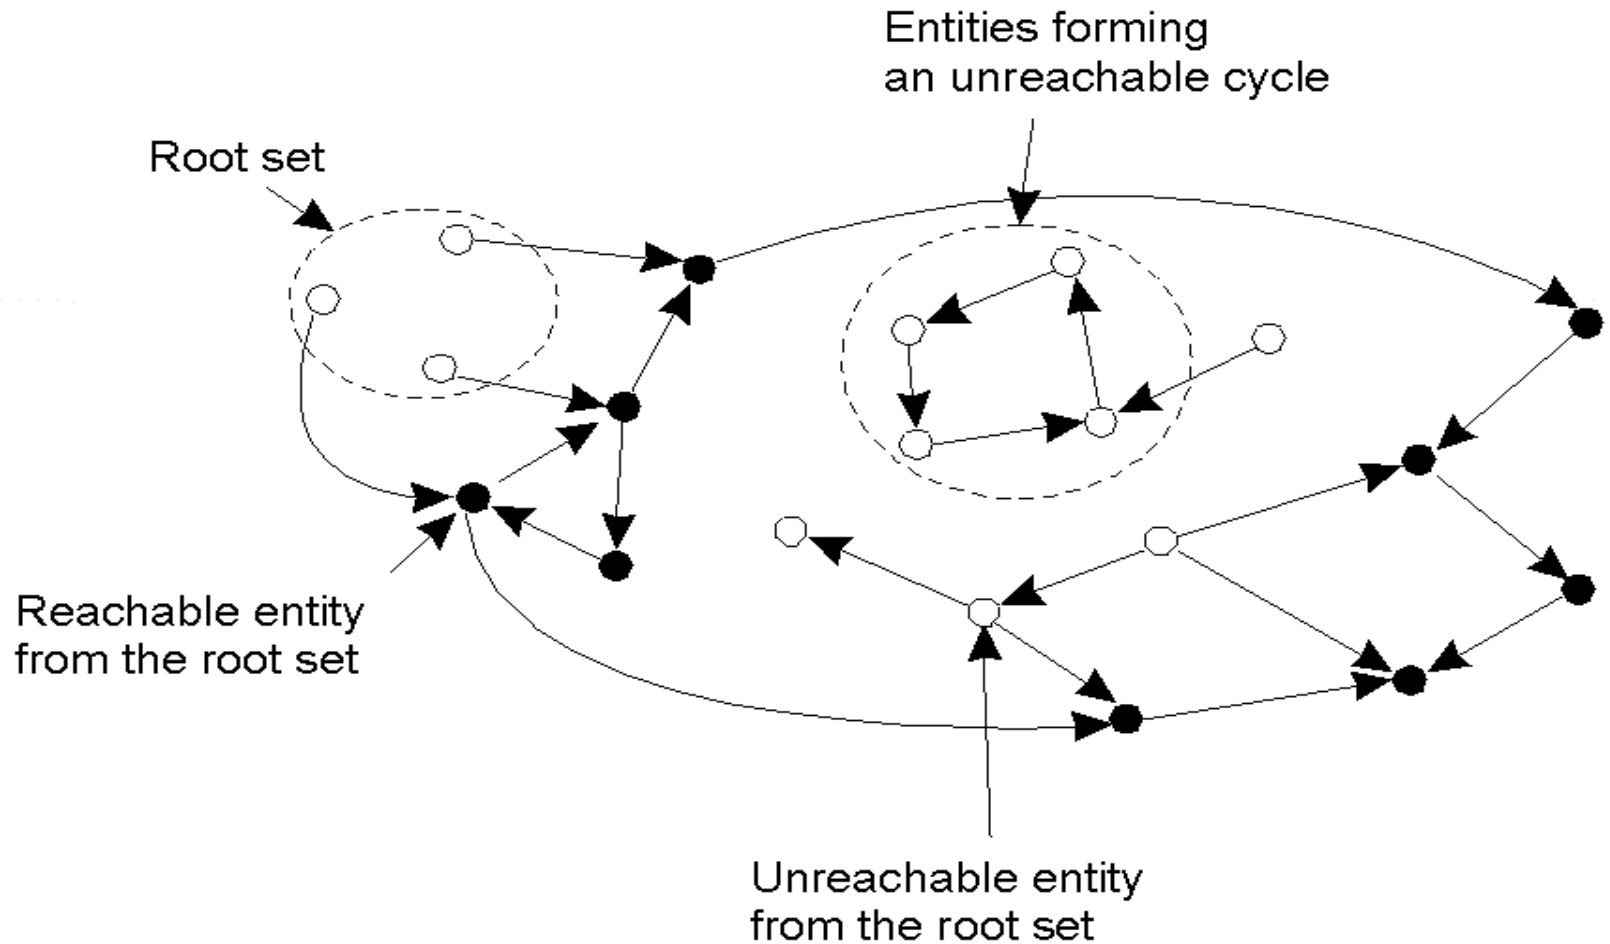 Entities forming
an unreachable cycle
Root set
Reachable entity
from the root set
Unreachable entity
from the root set